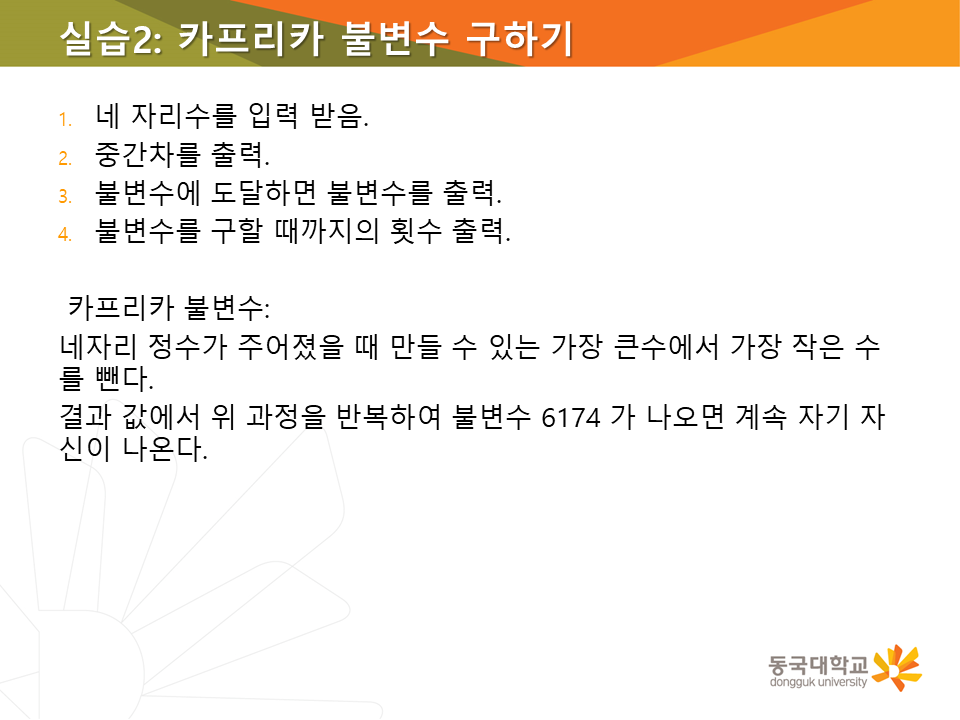 실습2: 카프리카 불변수 구하기
1. 네 자리수를 입력 받음.
2. 중간차를 출력.
3. 불변수에 도달하면 불변수를 출력.
4. 불변수를 구할 때까지의 횟수 출력.
카프리카 불변수:
네자리 정수가 주어졌을 때 만들 수 있는 가장 큰수에서 가장 작은 수
를 뺀다.
결과 값에서 위 과정을 반복하여 불변수 6174 가 나오면 계속 자기 자
신이 나온다.
동국대학교
dongguk university